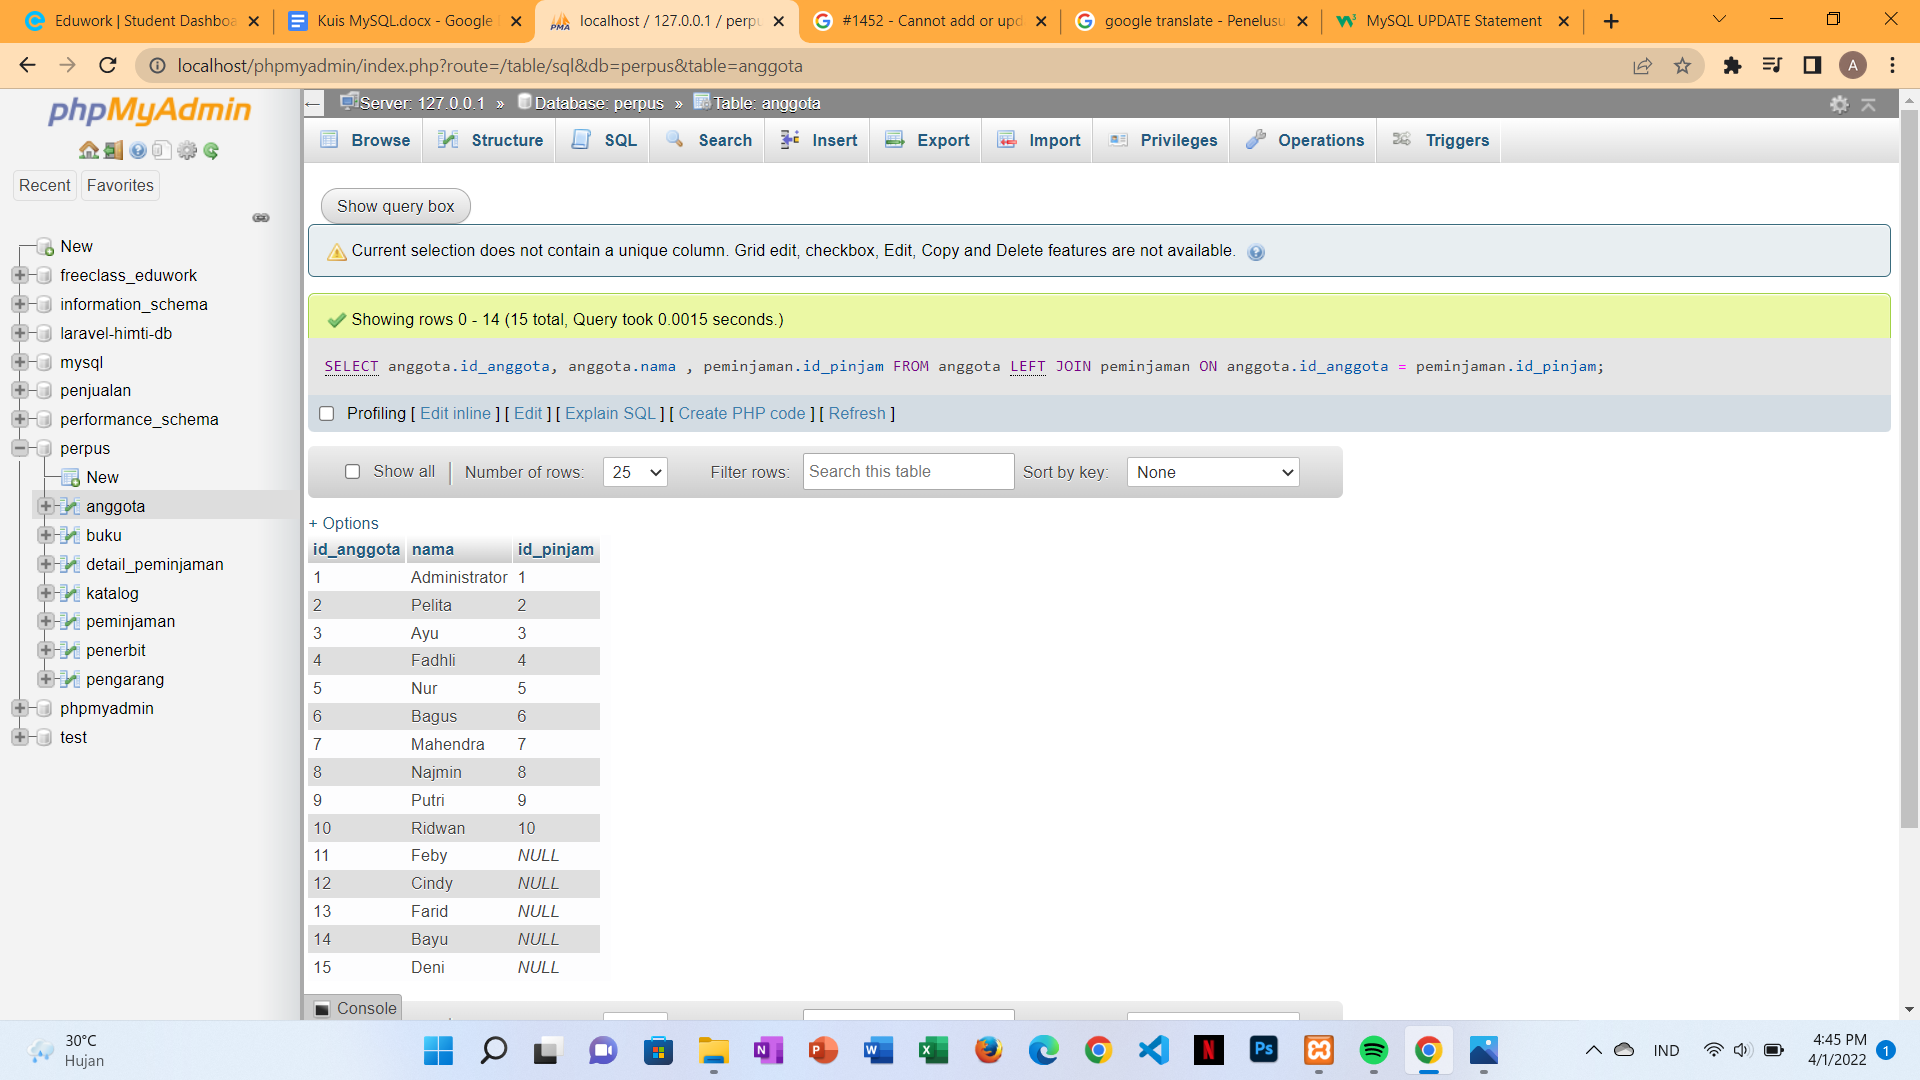 Eduwork | Student Dashboa
Kuis MySQL.docx - Google
localhost / 127.0.0.1 / perpu
#1452 - Cannot add or upd
google translate - Penelusu
MySQL UPDATE Statement
localhost/phpmyadmin/index.php?route=/table/sql&db=perpus&table=anggota
A
phpMyAdmin
Recent
Favorites
New
freeclass_eduwork
information_schema
laravel-himti-db
mysql
penjualan
performance_schema
perpus
New
anggota
buku
detail_peminjaman
katalog
peminjaman
penerbit
pengarang
phpmyadmin
test
Server: 127.0.0.1 » Database: perpus » Table: anggota
Browse Structure SQL Search Insert Export Import Privileges Operations Triggers
Show query box
Current selection does not contain a unique column. Grid edit, checkbox, Edit, Copy and Delete features are not available.
Showing rows 0 - 14 (15 total, Query took 0.0015 seconds.)
SELECT anggota.id_anggota, anggota.nama , peminjaman.id_pinjam FROM anggota LEFT JOIN peminjaman ON anggota.id_anggota = peminjaman.id_pinjam;
Profiling [ Edit inline ] [ Edit ] [ Explain SQL ] [ Create PHP code ] [ Refresh ]
Show all | Number of rows: 25 Filter rows: Search this table Sort by key: None
+ Options
id_anggota nama id_pinjam
1 Administrator 1
2 Pelita 2
3 Ayu 3
4 Fadhli 4
5 Nur 5
6 Bagus 6
7 Mahendra 7
8 Najmin 8
9 Putri 9
10 Ridwan 10
11 Feby NULL
12 Cindy NULL
13 Farid NULL
14 Bayu NULL
15 Deni NULL
Console
30°C
Hujan
IND
4:45 PM
4/1/2022
1